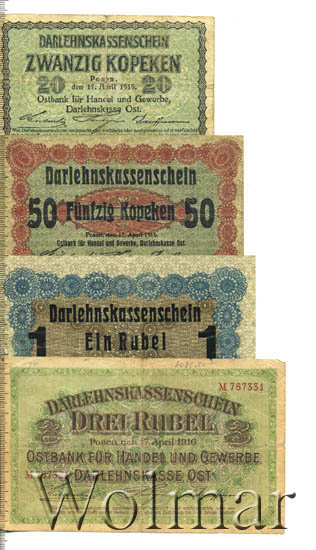 DARLEHNSKASSENSCHEIN
ZWANZIG KOPEKEN
20 Posen, 20
den 17. April 1916.
Ostbank für Handel und Gewerbe,
Darlehnskasse Ost.
Darlehnskassenschein
50 Fünfzig Kopeken 50
Posen, 17. April 1916.
Ostbank für Handel und Gewerbe, Darlehnskasse Ost.
Darlehnskassenschein
1 Ein Rubel 1
M 767331
DARLEHNSKASSENSCHEIN
3 DREI RUBEL 3
Posen, den 17. April 1916
OSTBANK FÜR HANDEL UND GEWERBE
DARLEHNSKASSE OST
Wolmar